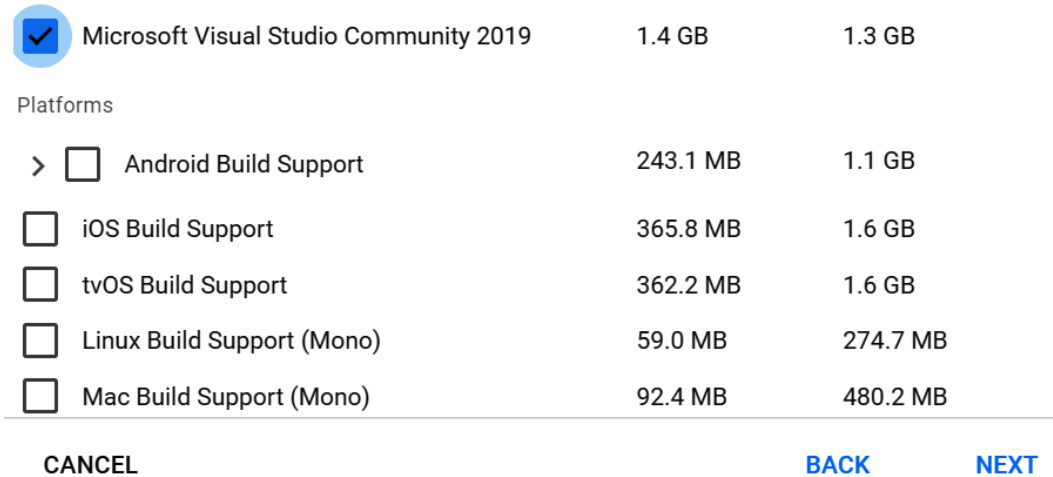 Microsoft Visual Studio Community 2019 1.4 GB 1.3 GB
Platforms
Android Build Support 243.1 MB 1.1 GB
iOS Build Support 365.8 MB 1.6 GB
tvOS Build Support 362.2 MB 1.6 GB
Linux Build Support (Mono) 59.0 MB 274.7 MB
Mac Build Support (Mono) 92.4 MB 480.2 MB
CANCEL BACK NEXT